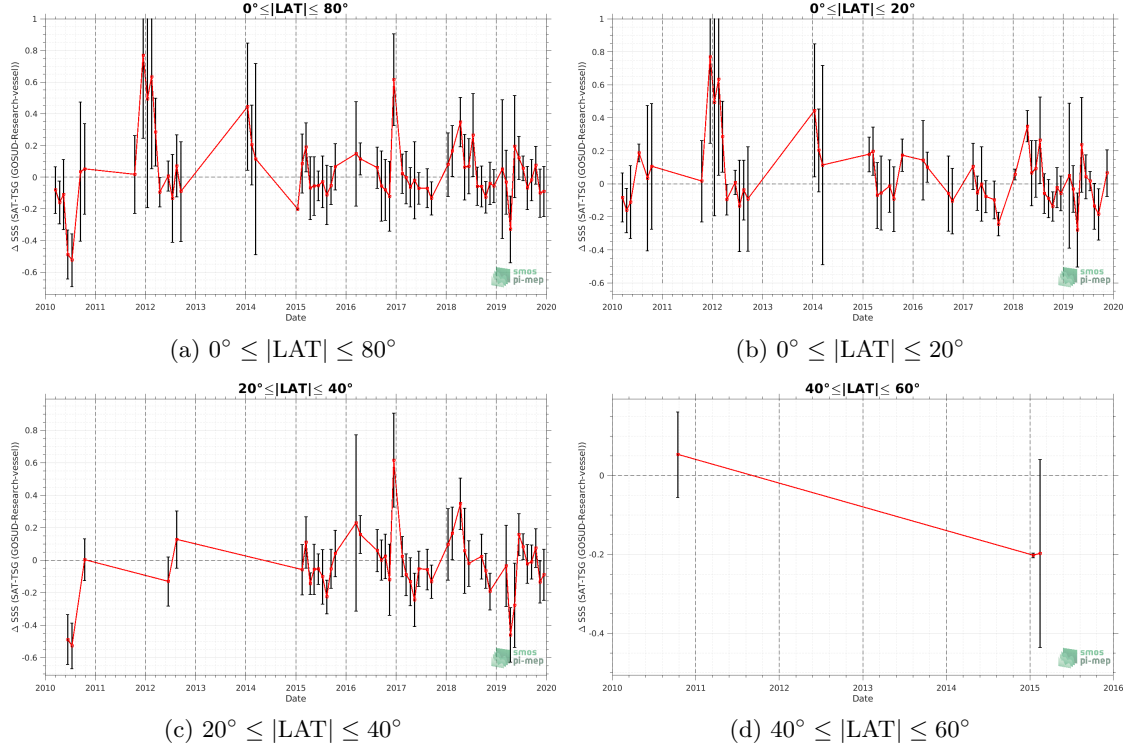 0°≤|LAT|≤ 80°
1
0.8
0.6
0.4
0.2
0
-0.2
-0.4
-0.6
Δ SSS (SAT-TSG (GOSUD-Research-vessel))
2010 2011 2012 2013 2014 2015 2016 2017 2018 2019 2020
Date
smos
pi-mep
(a) 0° ≤ |LAT| ≤ 80°
0°≤|LAT|≤ 20°
1
0.8
0.6
0.4
0.2
0
-0.2
-0.4
-0.6
Δ SSS (SAT-TSG (GOSUD-Research-vessel))
2010 2011 2012 2013 2014 2015 2016 2017 2018 2019 2020
Date
smos
pi-mep
(b) 0° ≤ |LAT| ≤ 20°
20°≤|LAT|≤ 40°
0.8
0.6
0.4
0.2
0
-0.2
-0.4
-0.6
Δ SSS (SAT-TSG (GOSUD-Research-vessel))
2010 2011 2012 2013 2014 2015 2016 2017 2018 2019 2020
Date
smos
pi-mep
(c) 20° ≤ |LAT| ≤ 40°
40°≤|LAT|≤ 60°
0
-0.2
-0.4
Δ SSS (SAT-TSG (GOSUD-Research-vessel))
2010 2011 2012 2013 2014 2015 2016
Date
smos
pi-mep
(d) 40° ≤ |LAT| ≤ 60°